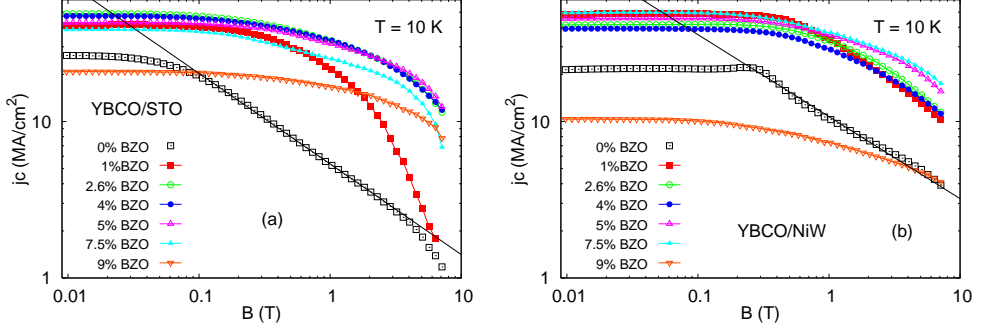 jc (MA/cm²)
10
1
T = 10 K
YBCO/STO
0% BZO
1%BZO
2.6% BZO
4% BZO
5% BZO
7.5% BZO
9% BZO
(a)
0.01
0.1
1
10
B (T)
jc (MA/cm²)
10
1
T = 10 K
0% BZO
1%BZO
2.6% BZO
4% BZO
5% BZO
7.5% BZO
9% BZO
YBCO/NiW
(b)
0.01
0.1
1
10
B (T)